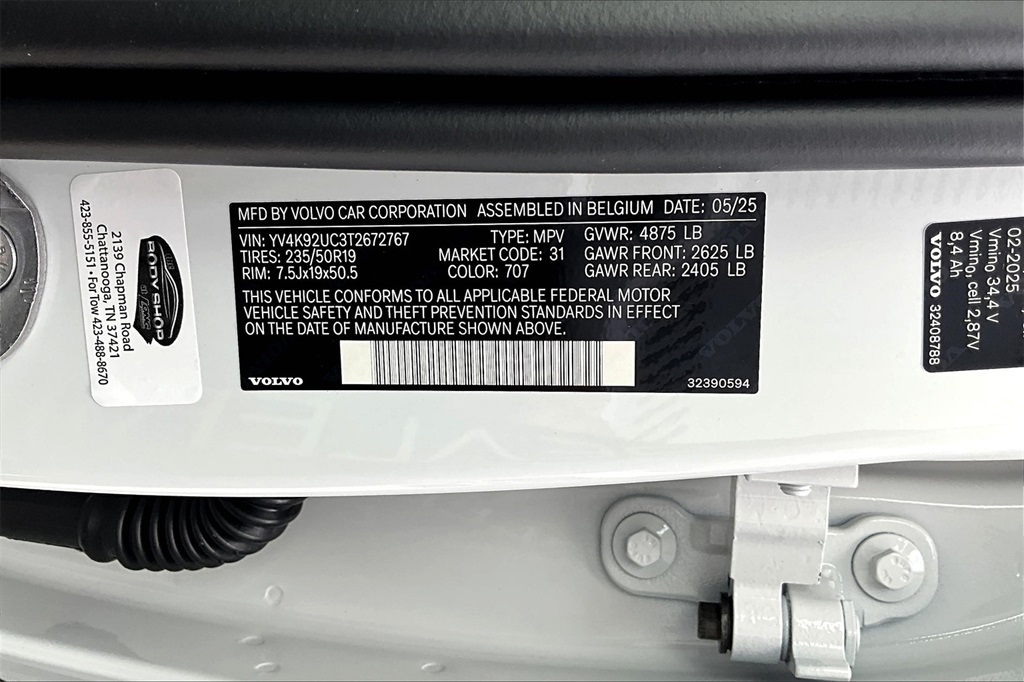 2139 Chapman Road
Chattanooga, TN 37421
423-855-5151 • For Tow 423-488-8670
BODY SHOP
MFD BY VOLVO CAR CORPORATION ASSEMBLED IN BELGIUM DATE: 05/25
VIN: YV4K92UC3T2672767 TYPE: MPV GVWR: 4875 LB
TIRES: 235/50R19 MARKET CODE: 31 GAWR FRONT: 2625 LB
RIM: 7.5Jx19x50.5 COLOR: 707 GAWR REAR: 2405 LB
THIS VEHICLE CONFORMS TO ALL APPLICABLE FEDERAL MOTOR
VEHICLE SAFETY AND THEFT PREVENTION STANDARDS IN EFFECT
ON THE DATE OF MANUFACTURE SHOWN ABOVE.
VOLVO 32390594
02-2025
Vming 34,4 V
Vming, cell 2,87V
8,4 Ah
VOLVO 32408788